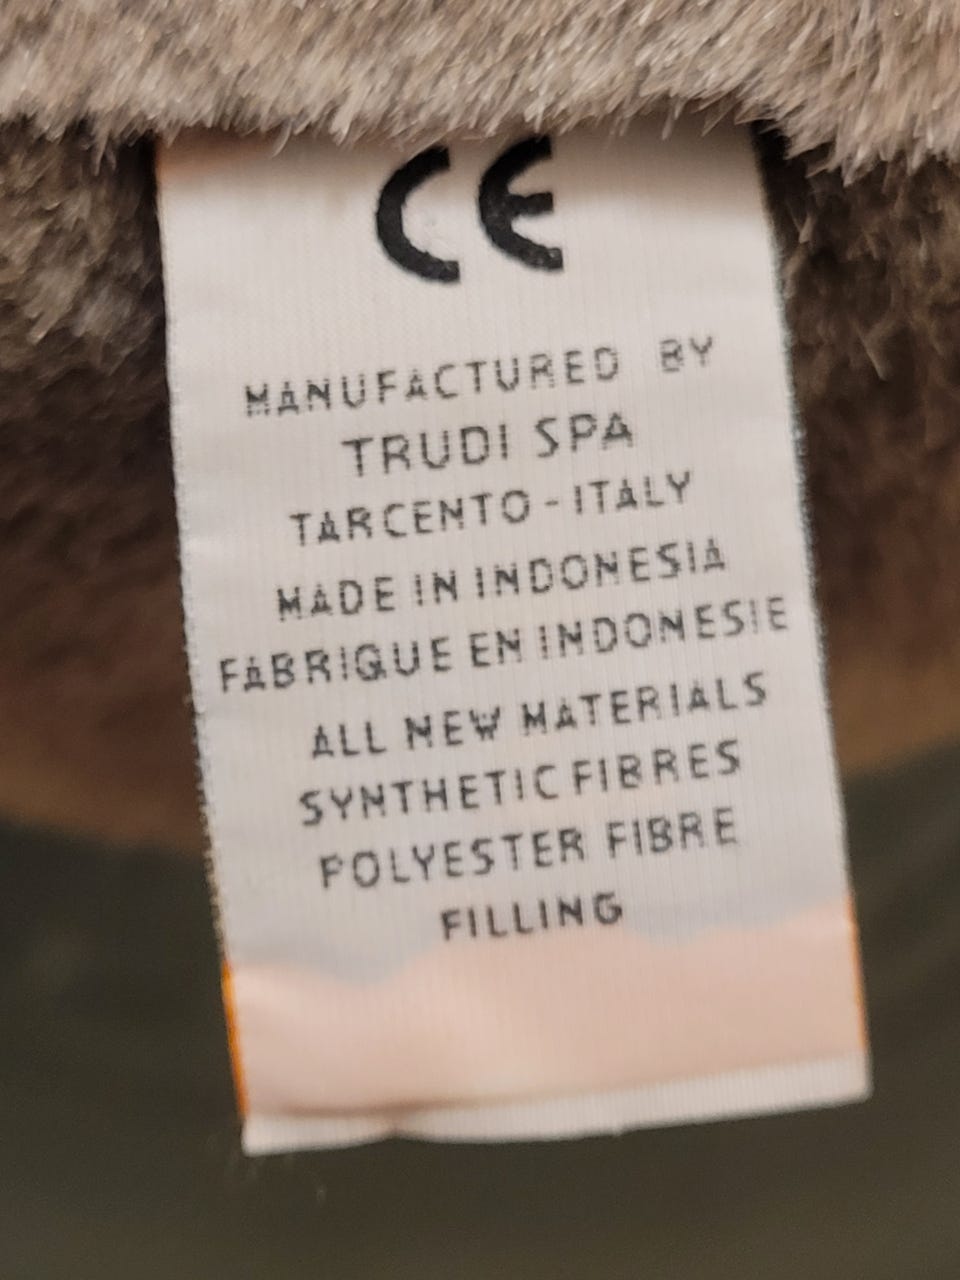 CE
MANUFACTURED BY
TRUDI SPA
TARCENTO - ITALY
MADE IN INDONESIA
FABRIQUE EN INDONESIE
ALL NEW MATERIALS
SYNTHETIC FIBRES
POLYESTER FIBRE
FILLING